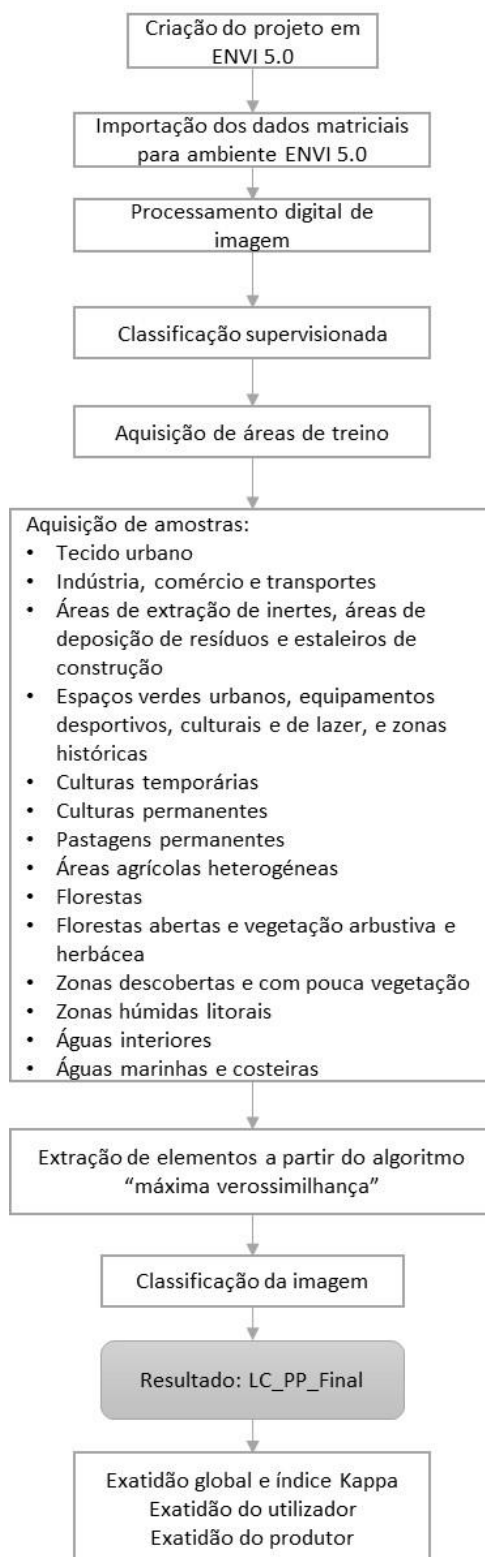 Criação do projeto em
ENVI 5.0
Importação dos dados matriciais
para ambiente ENVI 5.0
Processamento digital de
imagem
Classificação supervisionada
Aquisição de áreas de treino
Aquisição de amostras:
• Tecido urbano
• Indústria, comércio e transportes
• Áreas de extração de inertes, áreas de
deposição de resíduos e estaleiros de
construção
• Espaços verdes urbanos, equipamentos
desportivos, culturais e de lazer, e zonas
históricas
• Culturas temporárias
• Culturas permanentes
• Pastagens permanentes
• Áreas agrícolas heterogéneas
• Florestas
• Florestas abertas e vegetação arbustiva e
herbácea
• Zonas descobertas e com pouca vegetação
• Zonas húmidas litorais
• Águas interiores
• Águas marinhas e costeiras
Extração de elementos a partir do algoritmo
“máxima verossimilhança”
Classificação da imagem
Resultado: LC_PP_Final
Exatidão global e índice Kappa
Exatidão do utilizador
Exatidão do produtor